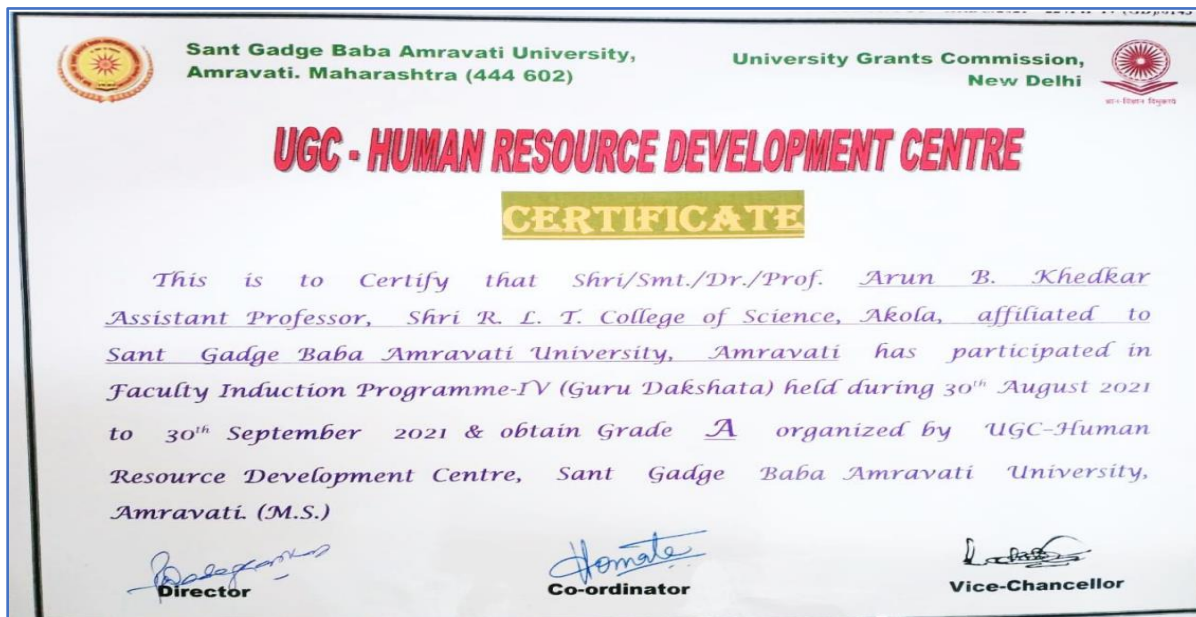 Sant Gadge Baba Amravati University,
Amravati. Maharashtra (444 602)
University Grants Commission,
New Delhi
ज्ञान-विज्ञान विमुक्तये
UGC - HUMAN RESOURCE DEVELOPMENT CENTRE
CERTIFICATE
This is to Certify that Shri/Smt./Dr./Prof. Arun B. Khedkar
Assistant Professor, Shri R. L. T. College of Science, Akola, affiliated to
Sant Gadge Baba Amravati University, Amravati has participated in
Faculty Induction Programme-IV (Guru Dakshata) held during 30th August 2021
to 30th September 2021 & obtain Grade A organized by UGC-Human
Resource Development Centre, Sant Gadge Baba Amravati University,
Amravati. (M.S.)
Director
Co-ordinator
Vice-Chancellor